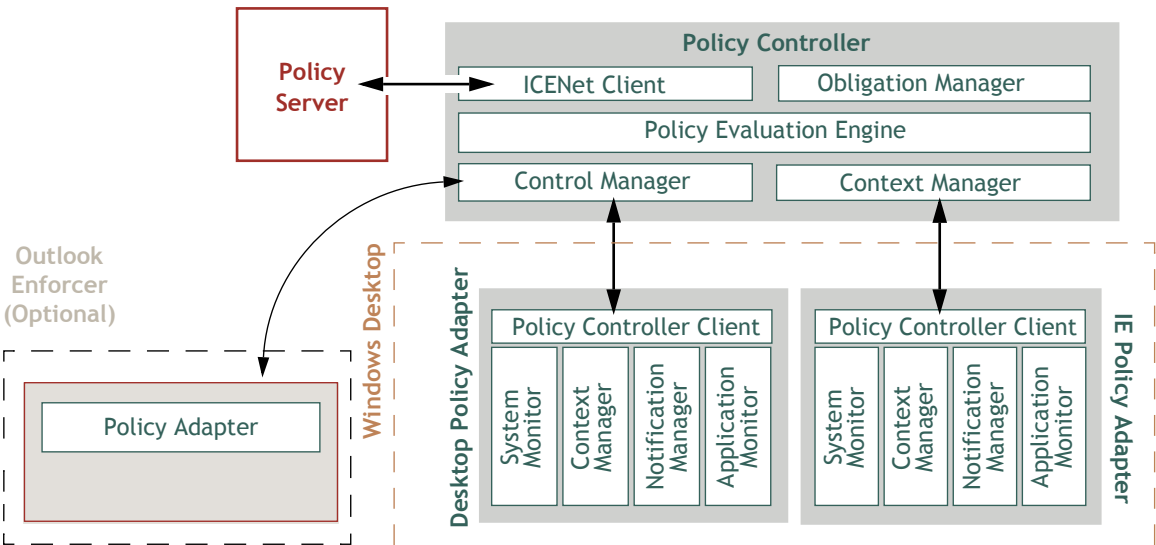 Policy
Server
Policy Controller
ICENet Client
Obligation Manager
Policy Evaluation Engine
Control Manager
Context Manager
Outlook
Enforcer
(Optional)
Policy Adapter
Windows Desktop
Desktop Policy Adapter
Policy Controller Client
System
Monitor
Context
Manager
Notification
Manager
Application
Monitor
Policy Controller Client
System
Monitor
Context
Manager
Notification
Manager
Application
Monitor
IE Policy Adapter